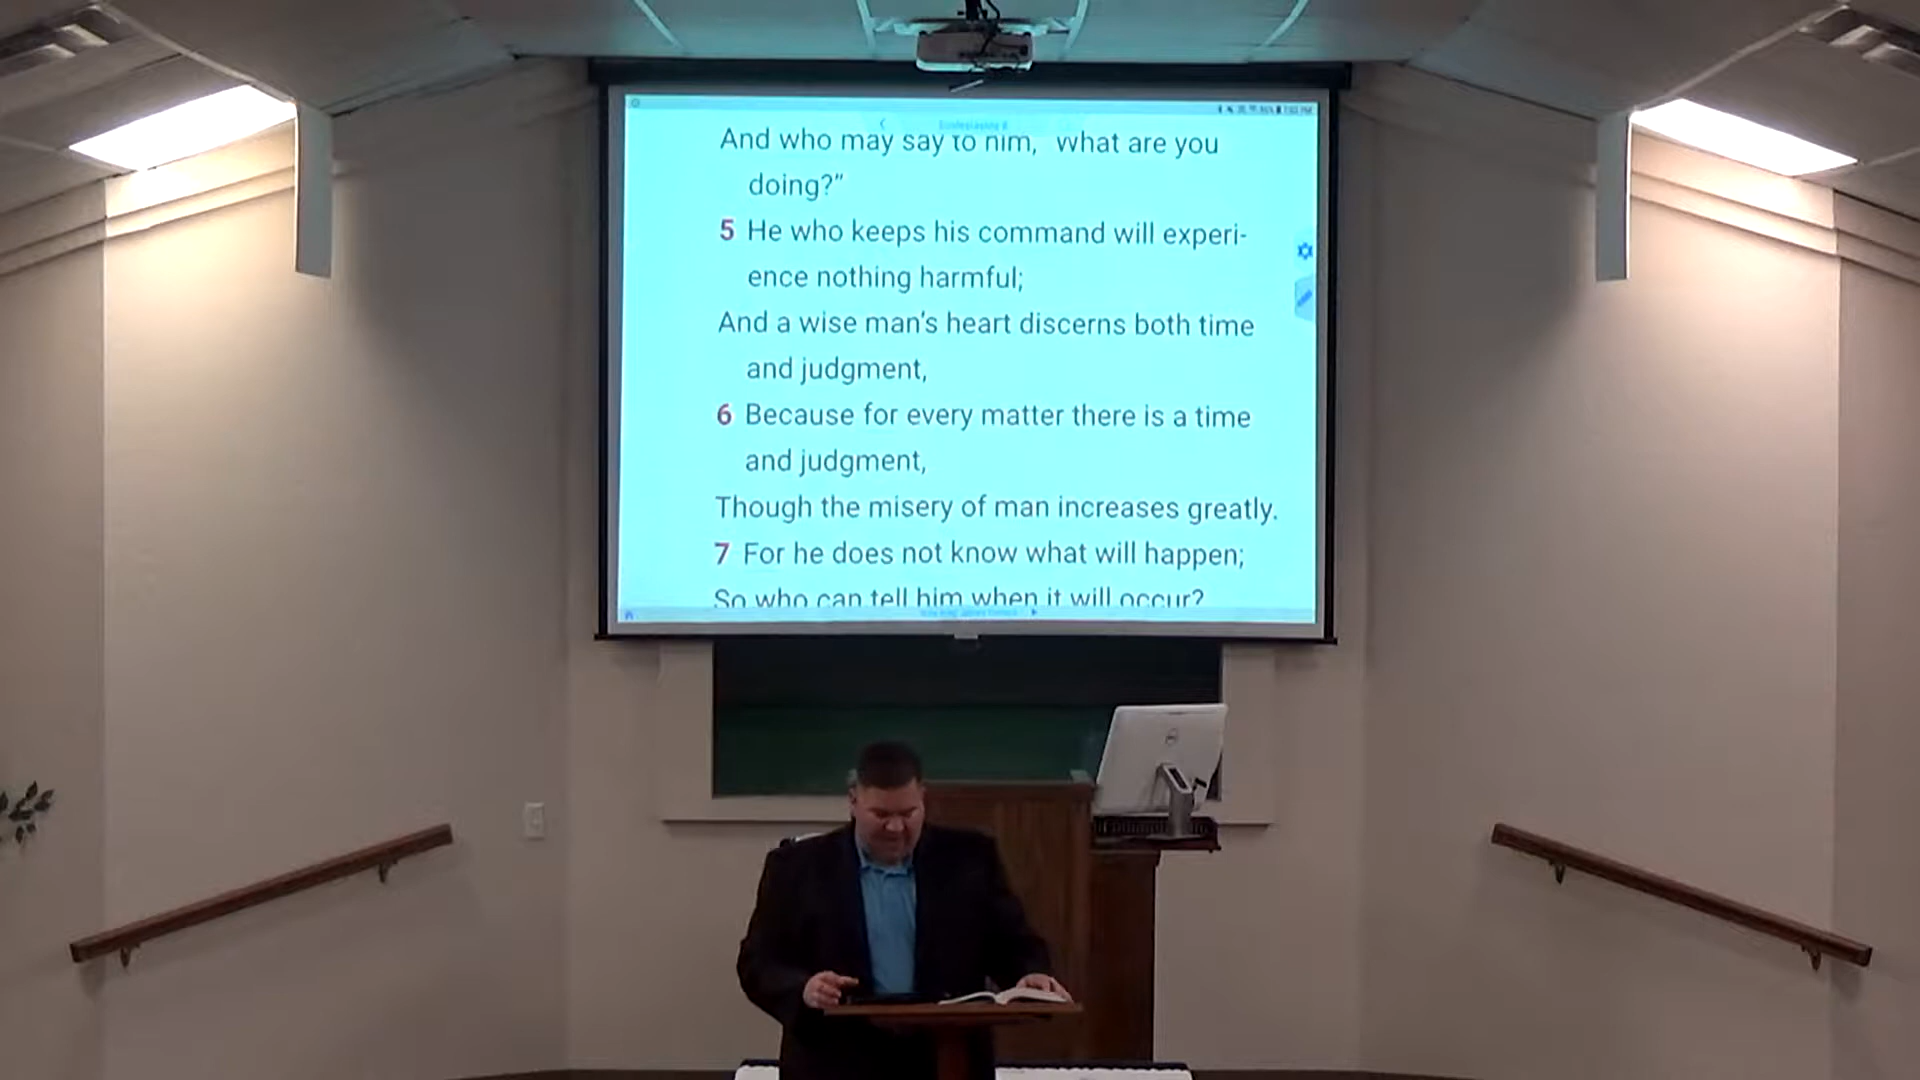 Ecclesiastes 8
And who may say to him, "What are you
doing?"
5 He who keeps his command will experi-
ence nothing harmful;
And a wise man's heart discerns both time
and judgment,
6 Because for every matter there is a time
and judgment,
Though the misery of man increases greatly.
7 For he does not know what will happen;
So who can tell him when it will occur?
DELL